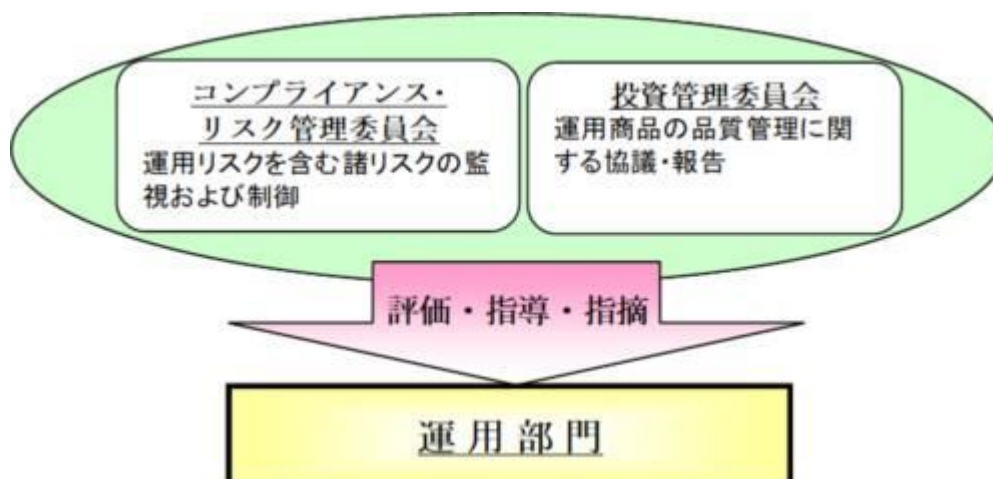 コンプライアンス・
リスク管理委員会
運用リスクを含む諸リスクの監
視および制御
投資管理委員会
運用商品の品質管理に関
する協議・報告
評価・指導・指摘
運用部門